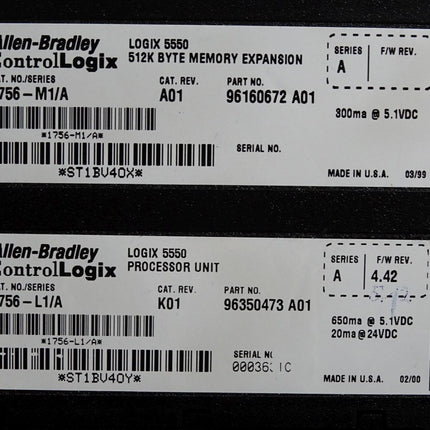 Allen-Bradley
ControlLogix
LOGIX 5550
512K BYTE MEMORY EXPANSION
SERIES
A
F/W REV.
CAT. NO./SERIES
1756-M1/A
CAT. REV.
A01
PART NO.
96160672 A01
300ma @ 5.1VDC
*1756-M1/A*
SERIAL NO.
*ST1BV40X*
MADE IN U.S.A. 03/99
Allen-Bradley
ControlLogix
LOGIX 5550
PROCESSOR UNIT
SERIES
A
F/W REV.
4.42
CAT. NO./SERIES
1756-L1/A
CAT. REV.
K01
PART NO.
96350473 A01
650ma @ 5.1VDC
20ma@24VDC
*1756-L1/A*
SERIAL
*ST1BV40Y*
MADE IN U.S.A. 02/00